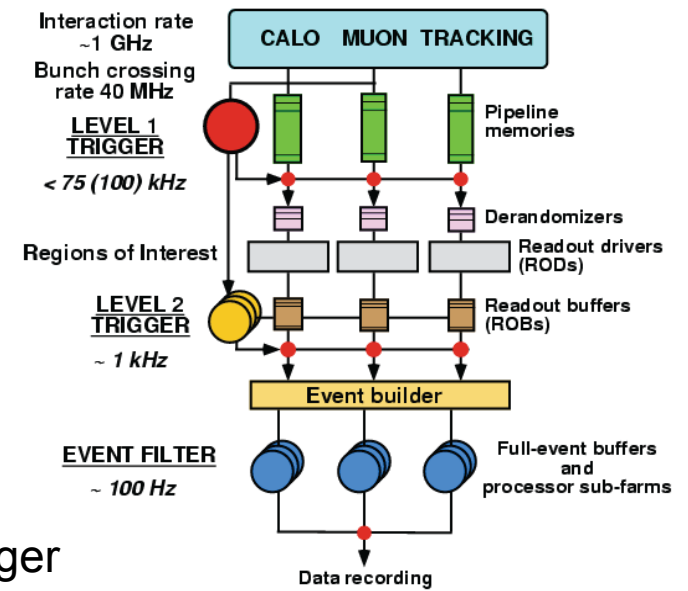 Interaction rate
~1 GHz
Bunch crossing
rate 40 MHz
CALO MUON TRACKING
LEVEL 1
TRIGGER
< 75 (100) kHz
Pipeline
memories
Derandomizers
Regions of Interest
Readout drivers
(RODs)
LEVEL 2
TRIGGER
~ 1 kHz
Readout buffers
(ROBs)
Event builder
EVENT FILTER
~ 100 Hz
Full-event buffers
and
processor sub-farms
ger
Data recording